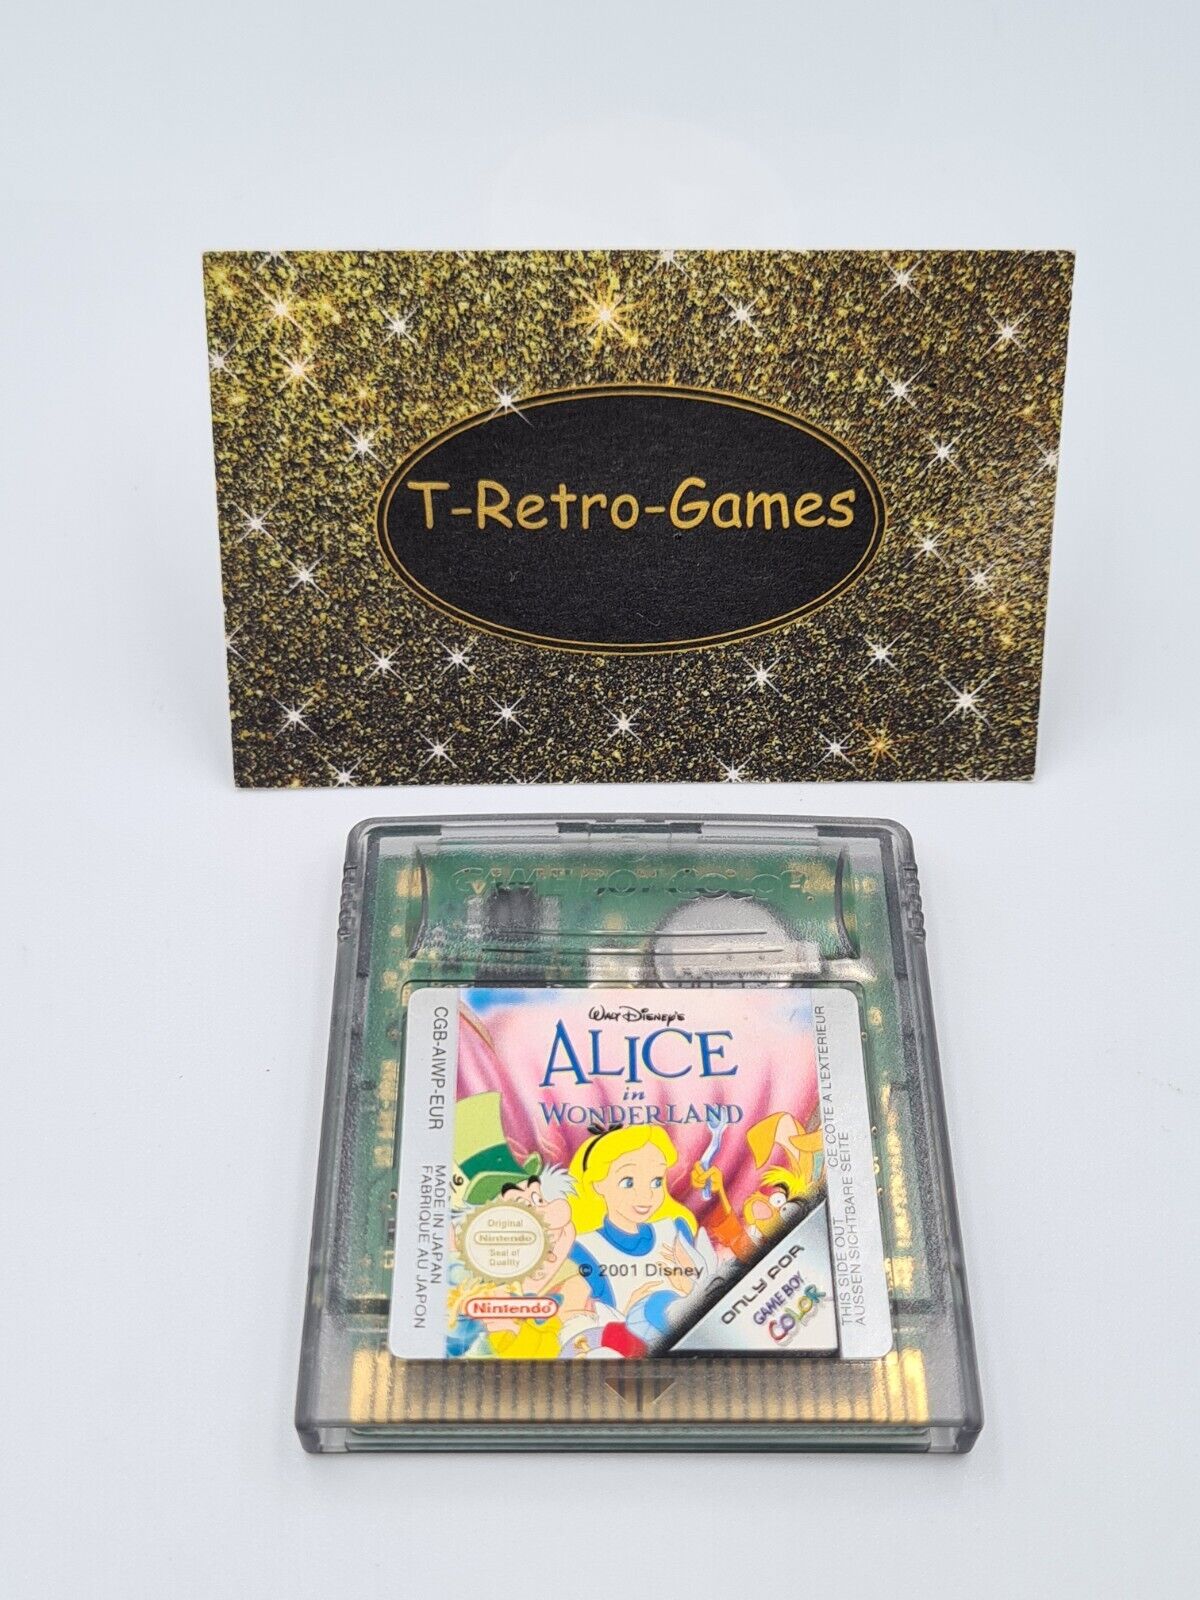 T-Retro-Games
GAME BOY COLOR
WALT DISNEY'S
ALICE
in
WONDERLAND
CGB-AIWP-EUR
MADE IN JAPAN
FABRIQUE AU JAPON
Original
Nintendo
Seal of
Quality
© 2001 Disney
Nintendo
ONLY FOR
GAME BOY
COLOR
CE COTE A L'EXTERIEUR
THIS SIDE OUT
AUSSEN SICHTBARE SEITE